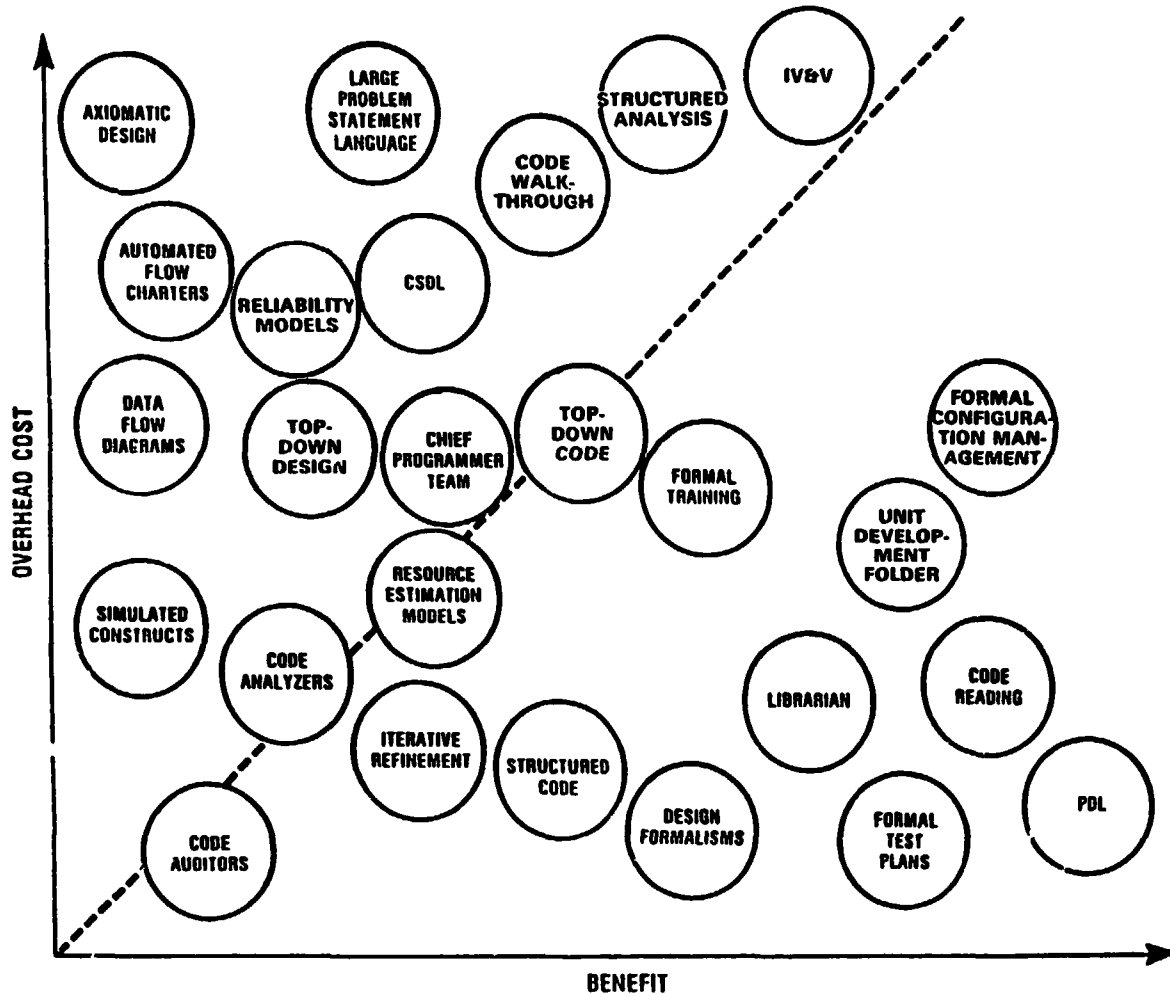 IV&V
STRUCTURED
ANALYSIS
LARGE
PROBLEM
STATEMENT
LANGUAGE
AXIOMATIC
DESIGN
CODE
WALK-
THROUGH
AUTOMATED
FLOW
CHARTERS
RELIABILITY
MODELS
CSDL
DATA
FLOW
DIAGRAMS
TOP-
DOWN
DESIGN
CHIEF
PROGRAMMER
TEAM
TOP-
DOWN
CODE
FORMAL
TRAINING
FORMAL
CONFIGURA-
TION MAN-
AGEMENT
UNIT
DEVELOP-
MENT
FOLDER
OVERHEAD COST
SIMULATED
CONSTRUCTS
RESOURCE
ESTIMATION
MODELS
CODE
ANALYZERS
LIBRARIAN
CODE
READING
ITERATIVE
REFINEMENT
STRUCTURED
CODE
DESIGN
FORMALISMS
FORMAL
TEST
PLANS
PDL
CODE
AUDITORS
BENEFIT